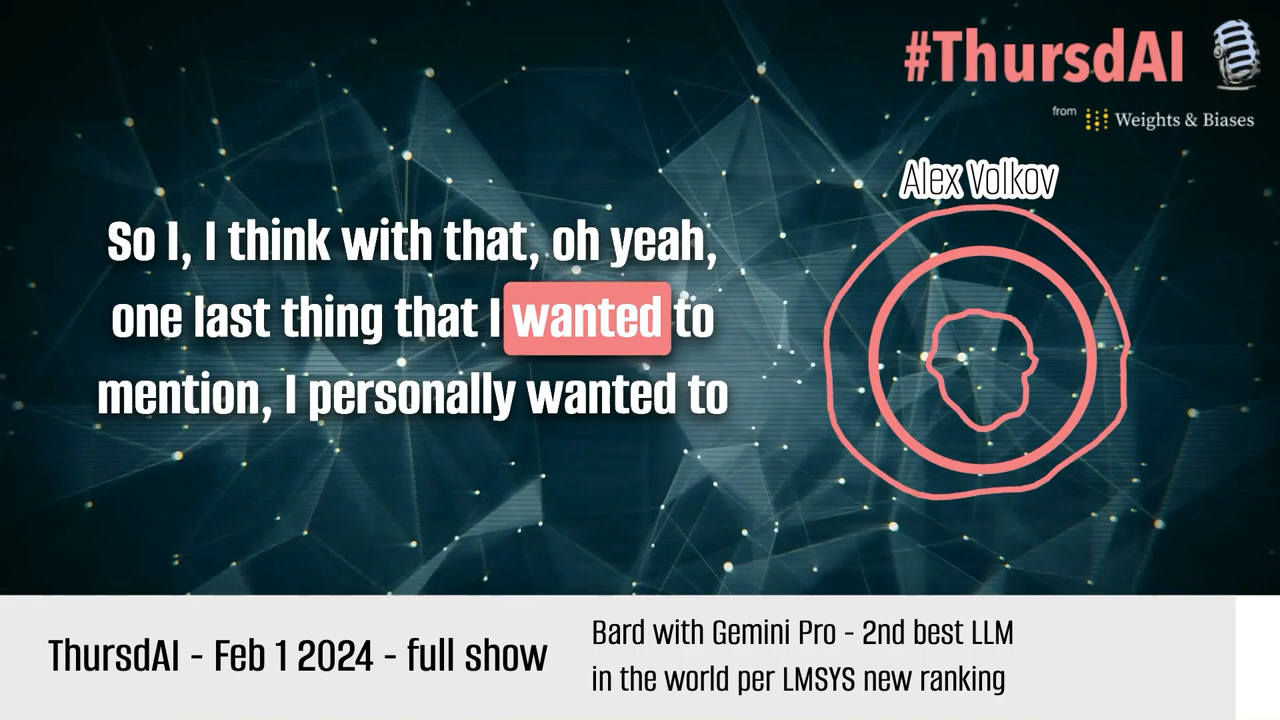 #ThursdAI
from Weights & Biases
Alex Volkov
So I, I think with that, oh yeah,
one last thing that I wanted to
mention, I personally wanted to
ThursdAI - Feb 1 2024 - full show
Bard with Gemini Pro - 2nd best LLM
in the world per LMSYS new ranking